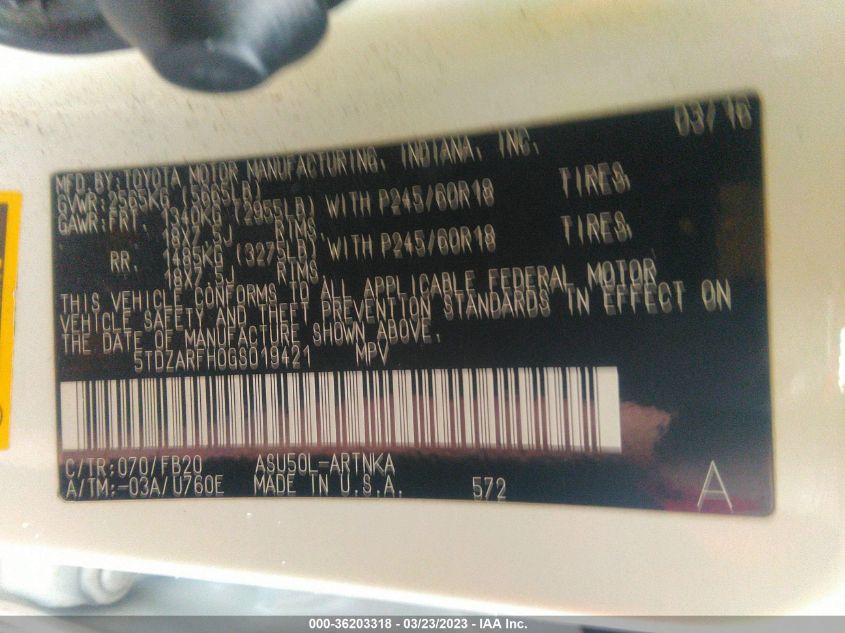 03/16
MFD.BY:TOYOTA MOTOR MANUFACTURING, INDIANA, INC.
GVWR:2565KG (5665LB)
GAWR:FRT. 1340KG (2955LB) WITH P245/60R18 TIRES,
18X7.5J RIMS,
RR. 1485KG (3275LB) WITH P245/60R18 TIRES,
18X7.5J RIMS.
THIS VEHICLE CONFORMS TO ALL APPLICABLE FEDERAL MOTOR
VEHICLE SAFETY AND THEFT PREVENTION STANDARDS IN EFFECT ON
THE DATE OF MANUFACTURE SHOWN ABOVE.
5TDZARFH0GS019421 MPV
C/TR:070/FB20 ASU50L-ARTNKA
A/TM:-03A/U760E MADE IN U.S.A. 572 A
000-36203318 - 03/23/2023 - IAA Inc.